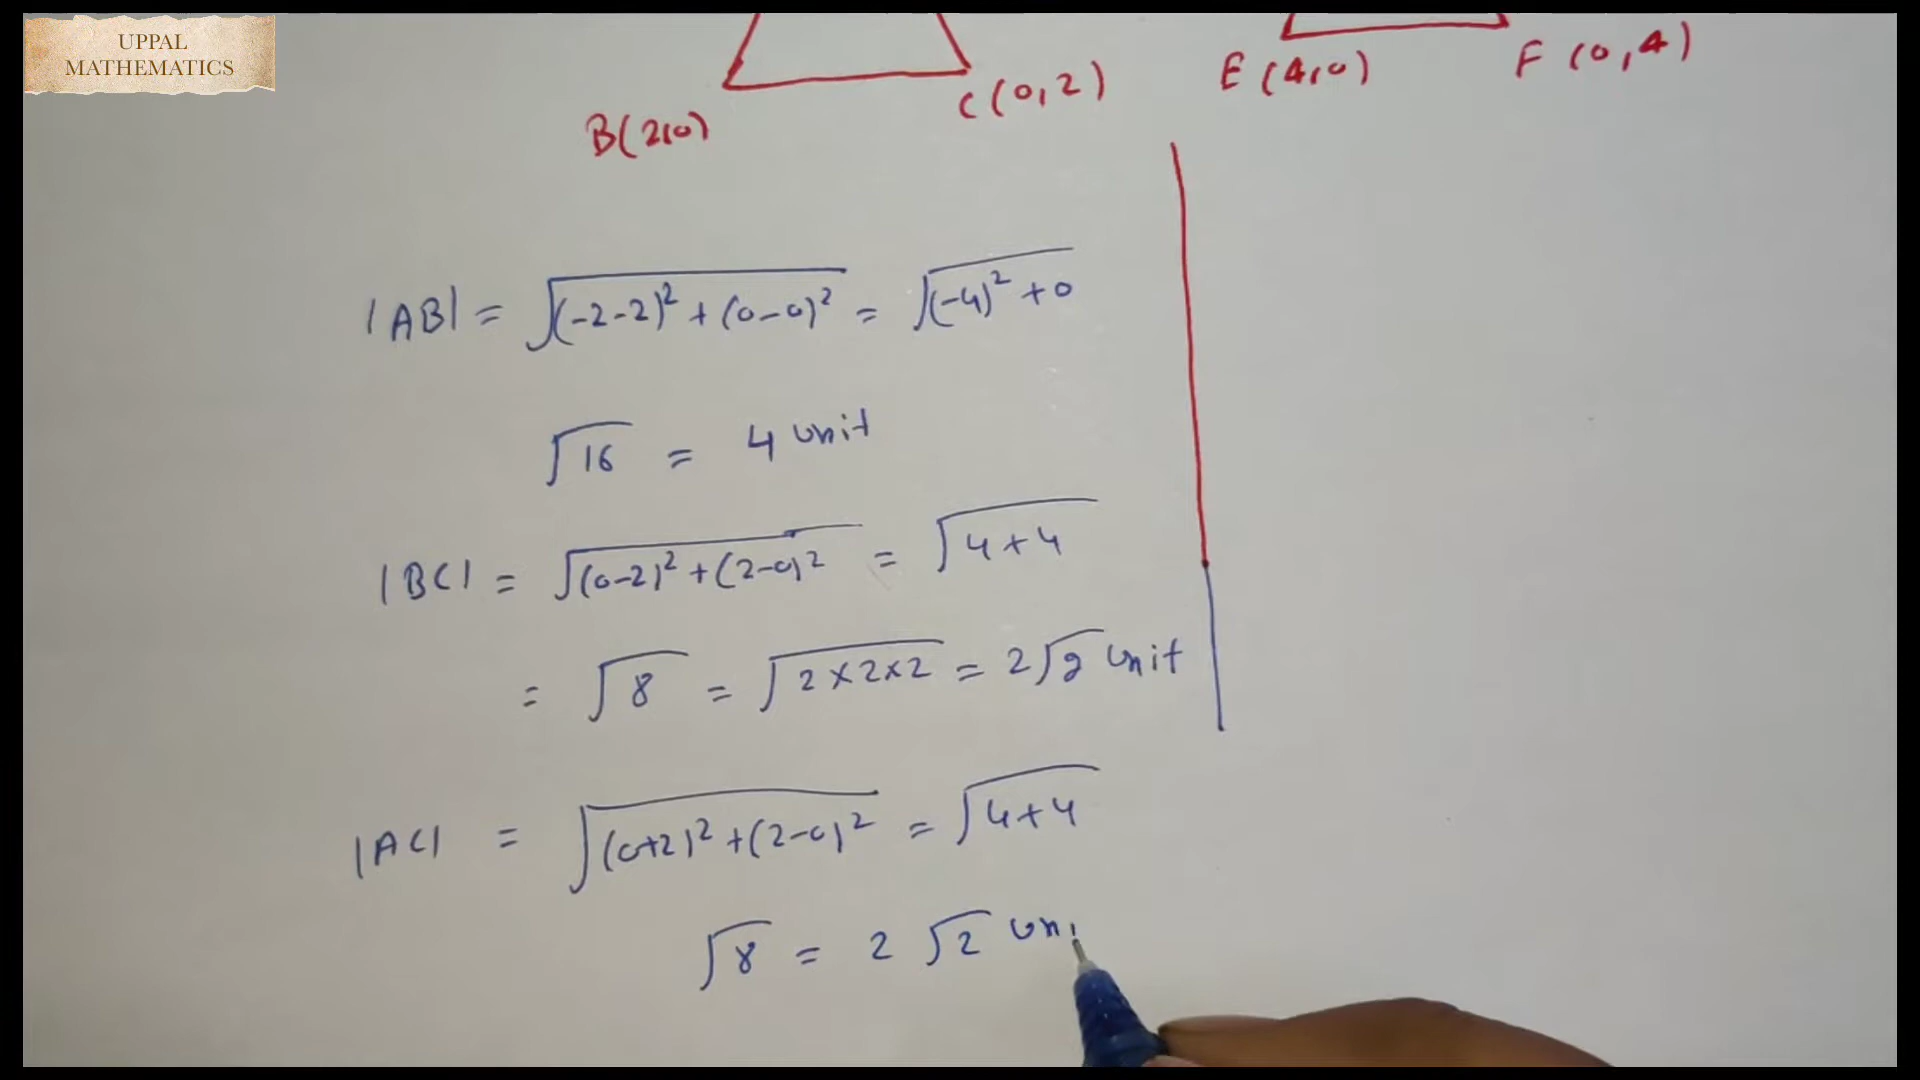 UPPAL
MATHEMATICS
B(2,0)
C(0,2)
E(4,0)
F(0,4)
|AB| = √(-2-2)² + (0-0)² = √(-4)² + 0
√16 = 4 unit
|BC| = √(0-2)² + (2-0)² = √4+4
= √8 = √2×2×2 = 2√2 unit
|AC| = √(0+2)² + (2-0)² = √4+4
√8 = 2√2 uni